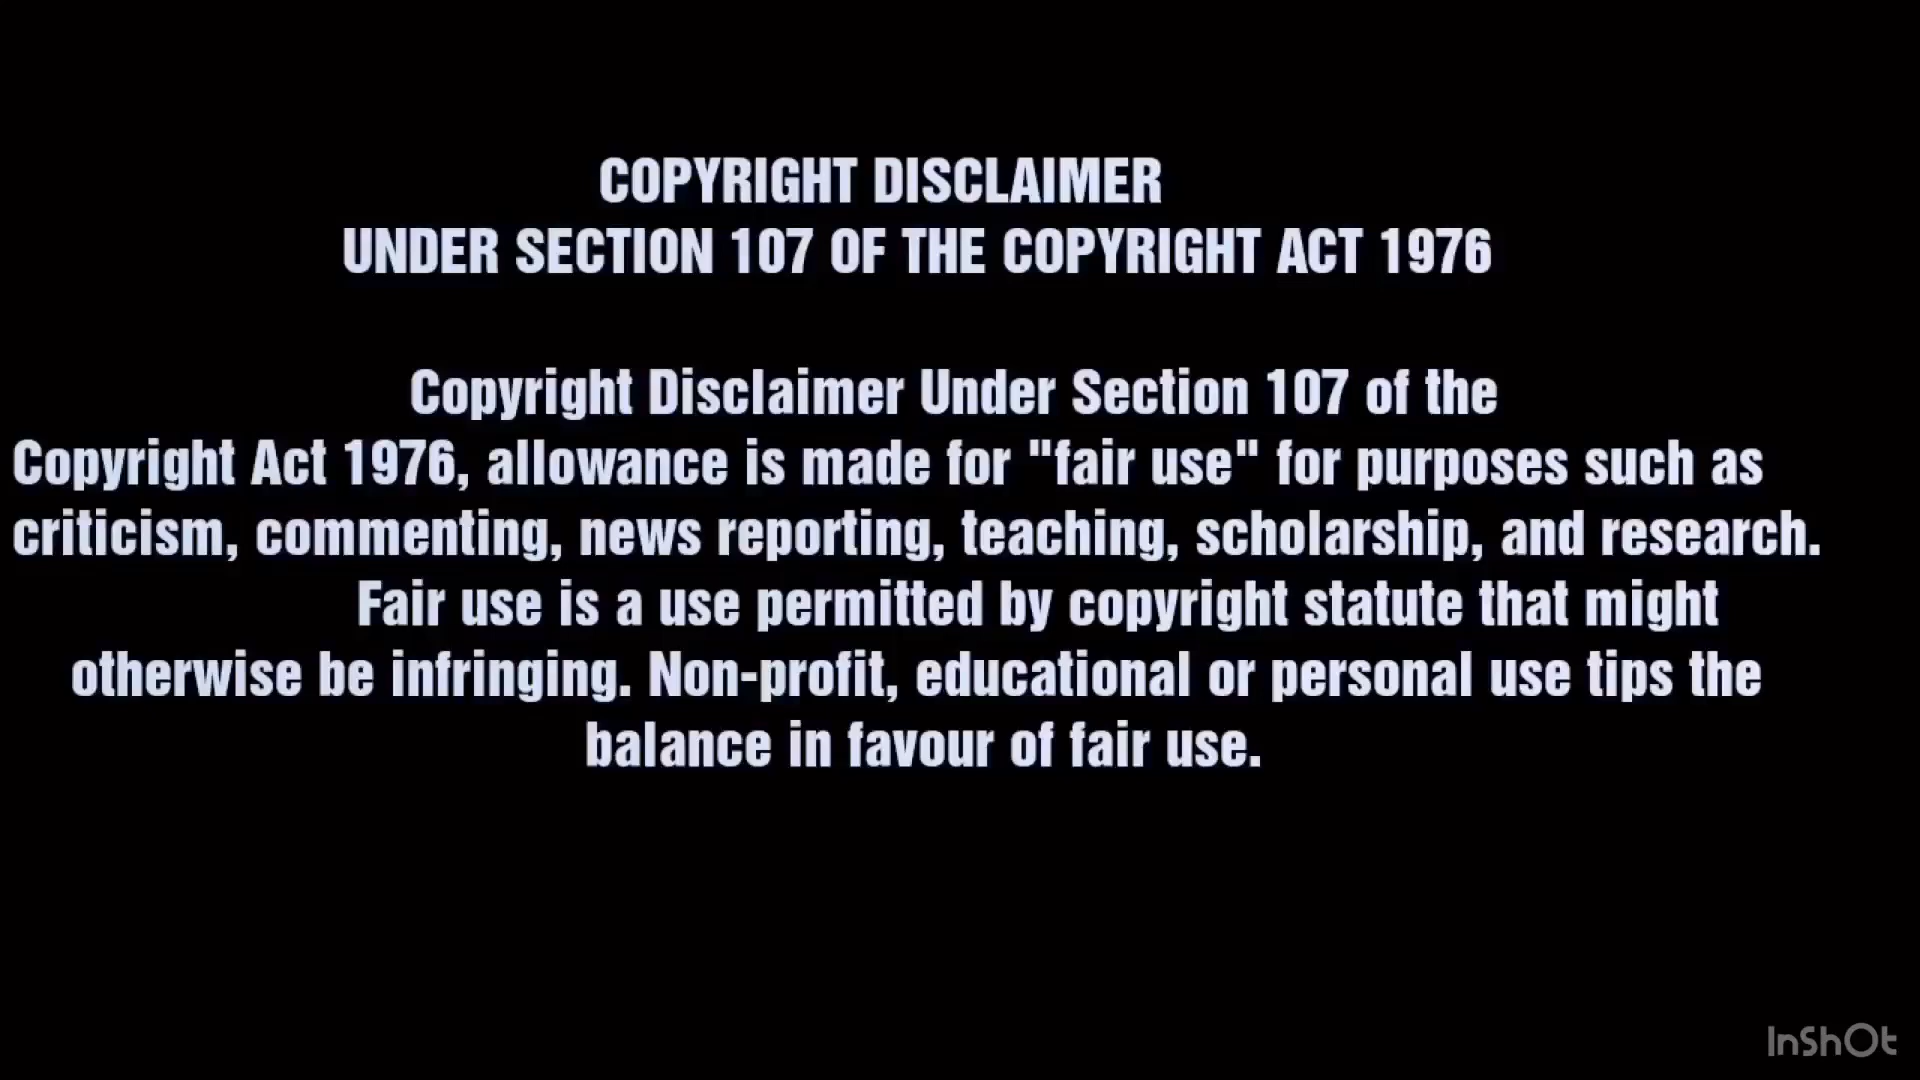 COPYRIGHT DISCLAIMER
UNDER SECTION 107 OF THE COPYRIGHT ACT 1976
Copyright Disclaimer Under Section 107 of the
Copyright Act 1976, allowance is made for "fair use" for purposes such as
criticism, commenting, news reporting, teaching, scholarship, and research.
Fair use is a use permitted by copyright statute that might
otherwise be infringing. Non-profit, educational or personal use tips the
balance in favour of fair use.
InShOt